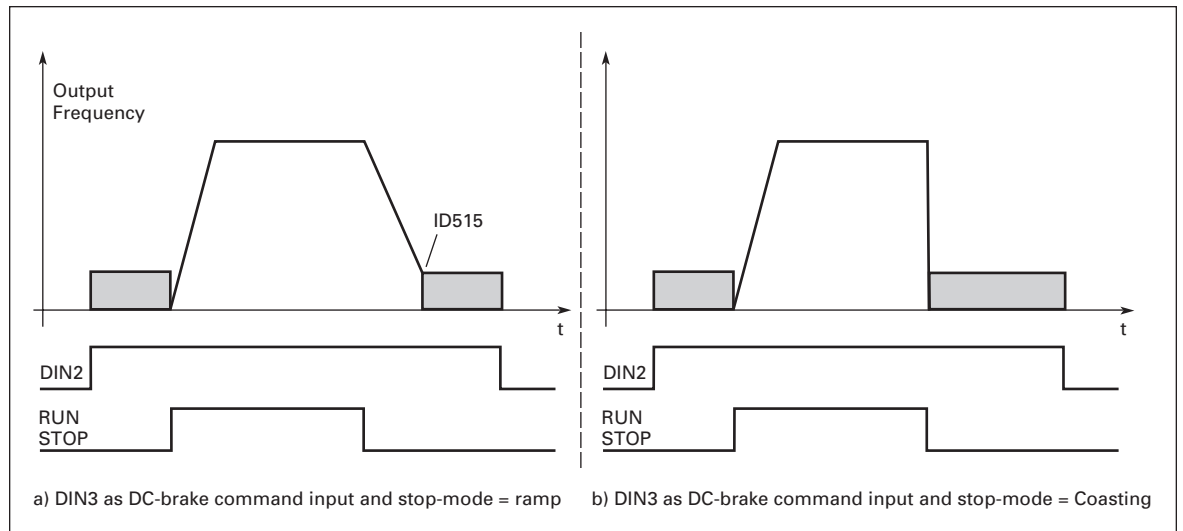 Output
Frequency
ID515
t
DIN2
RUN
STOP
a) DIN3 as DC-brake command input and stop-mode = ramp
t
DIN2
RUN
STOP
b) DIN3 as DC-brake command input and stop-mode = Coasting